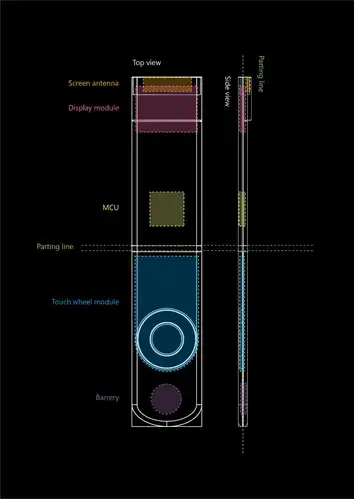 Top view
Parting line
Screen antenna
Side view
Display module
MCU
Parting line
Touch wheel module
Barrery